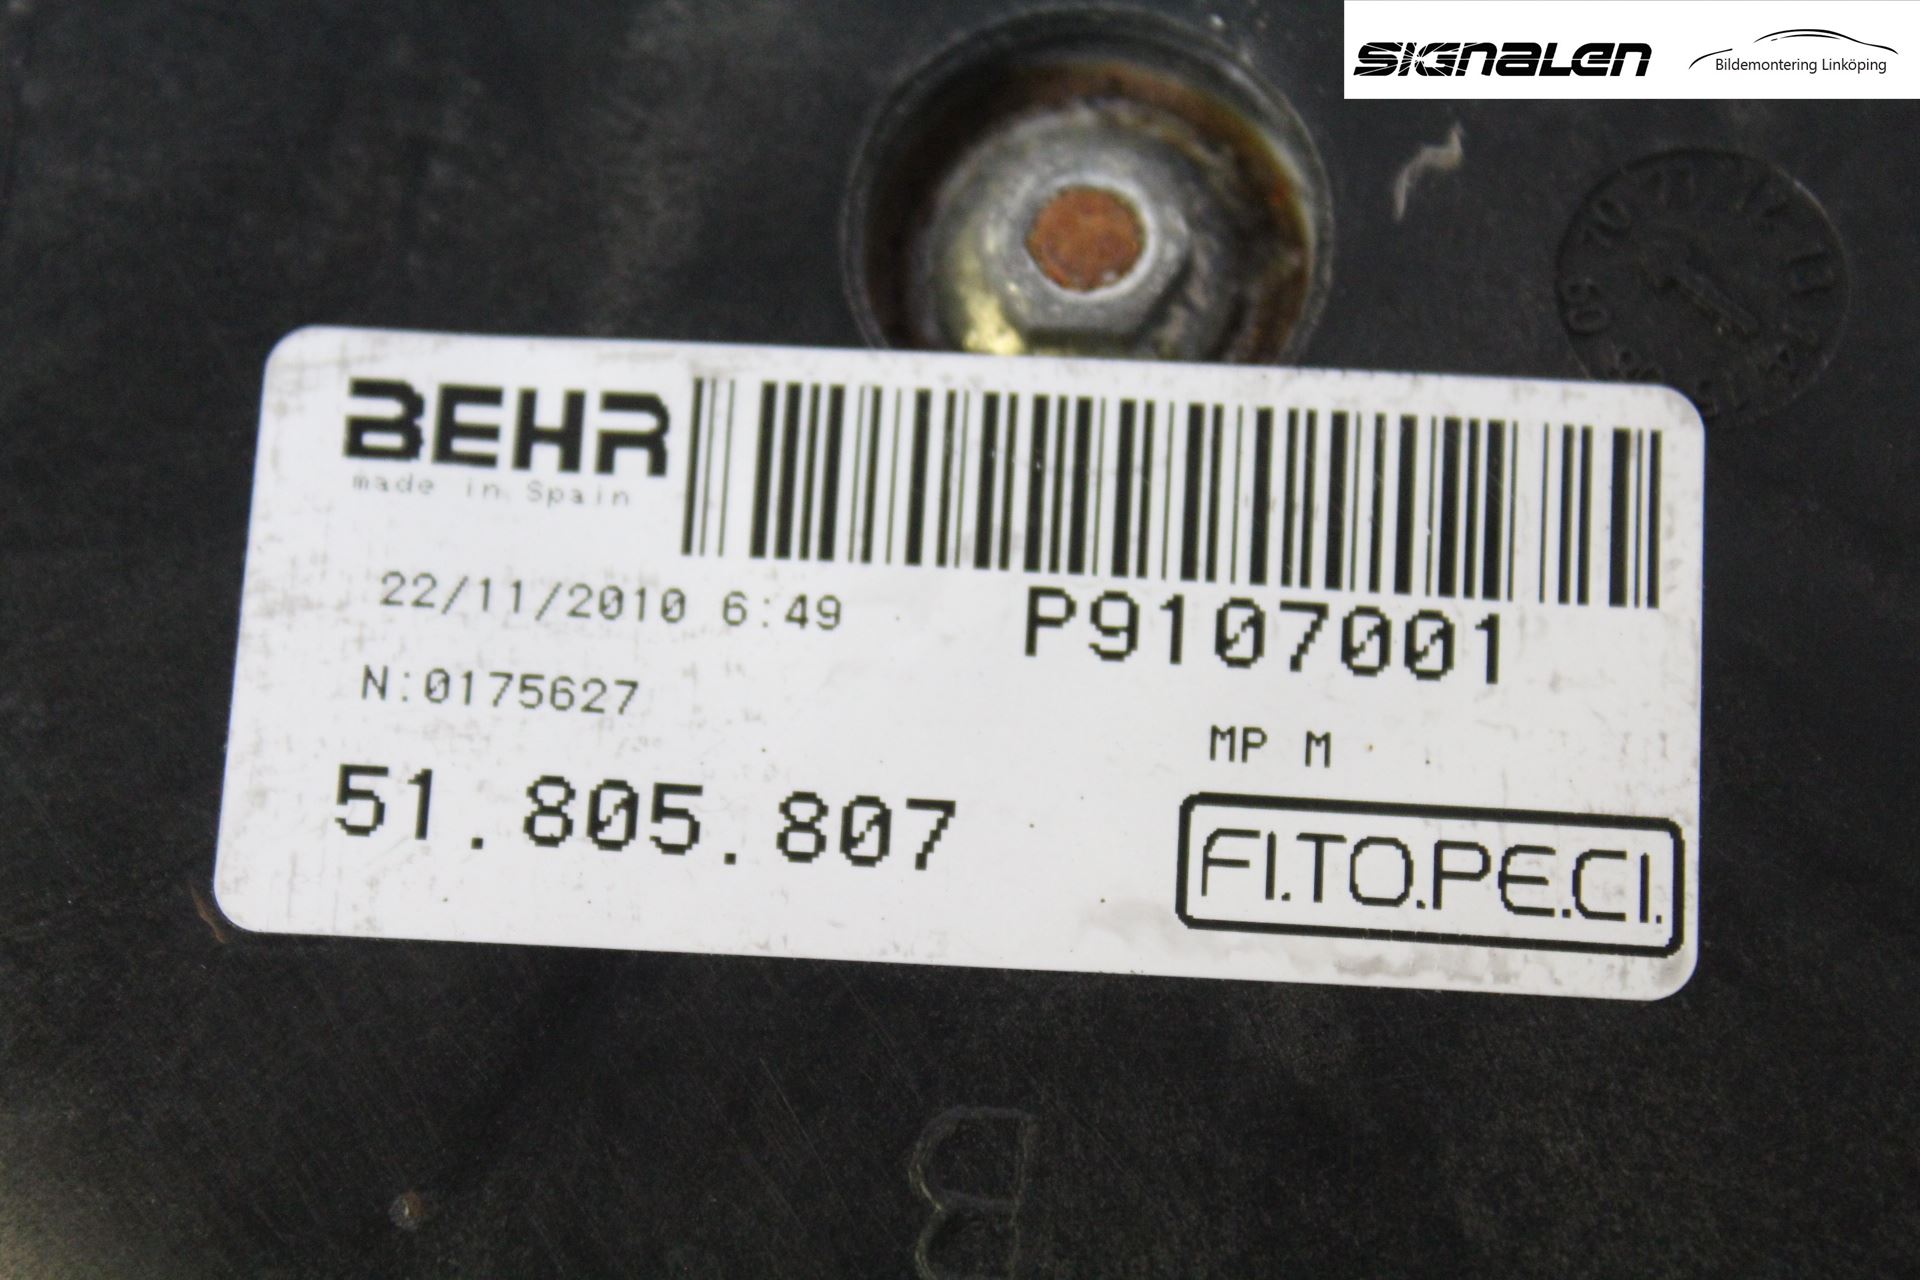 SIGNALEN
Bildemontering Linköping
BEHR
made in Spain
22/11/2010 6:49
P9107001
N:0175627
MP M
51.805.807
FI.TO.PE.CI.